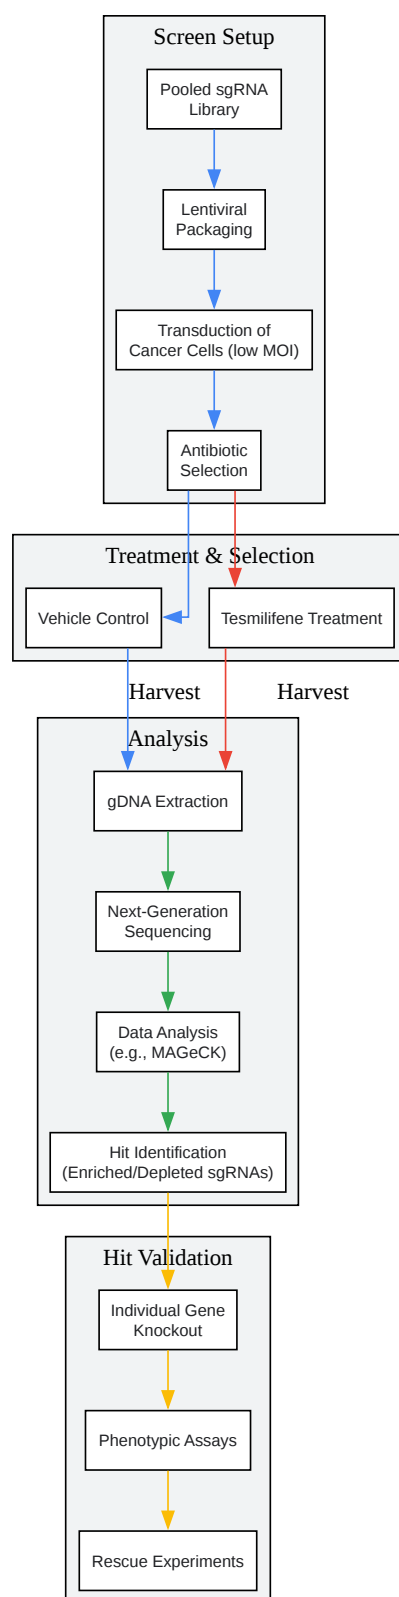 Screen Setup
Pooled sgRNA
Library
Lentiviral
Packaging
Transduction of
Cancer Cells (low MOI)
Antibiotic
Selection
Treatment & Selection
Vehicle Control
Tesmilifene Treatment
Harvest
Harvest
Analysis
gDNA Extraction
Next-Generation
Sequencing
Data Analysis
(e.g., MAGeCK)
Hit Identification
(Enriched/Depleted sgRNAs)
Hit Validation
Individual Gene
Knockout
Phenotypic Assays
Rescue Experiments